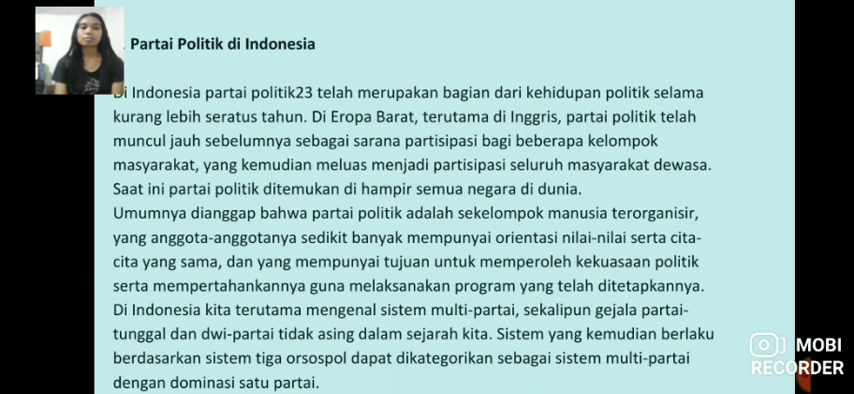 Partai Politik di Indonesia
Di Indonesia partai politik23 telah merupakan bagian dari kehidupan politik selama
kurang lebih seratus tahun. Di Eropa Barat, terutama di Inggris, partai politik telah
muncul jauh sebelumnya sebagai sarana partisipasi bagi beberapa kelompok
masyarakat, yang kemudian meluas menjadi partisipasi seluruh masyarakat dewasa.
Saat ini partai politik ditemukan di hampir semua negara di dunia.
Umumnya dianggap bahwa partai politik adalah sekelompok manusia terorganisir,
yang anggota-anggotanya sedikit banyak mempunyai orientasi nilai-nilai serta cita-
cita yang sama, dan yang mempunyai tujuan untuk memperoleh kekuasaan politik
serta mempertahankannya guna melaksanakan program yang telah ditetapkannya.
Di Indonesia kita terutama mengenal sistem multi-partai, sekalipun gejala partai-
tunggal dan dwi-partai tidak asing dalam sejarah kita. Sistem yang kemudian berlaku
berdasarkan sistem tiga orsospol dapat dikategorikan sebagai sistem multi-partai
dengan dominasi satu partai.
MOBI
RECORDER